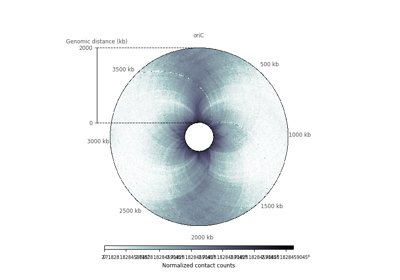 oriC
Genomic distance (kb)
2000
3500 kb
500 kb
0
3000 kb
1000 kb
2500 kb
1500 kb
2000 kb
Normalized contact counts